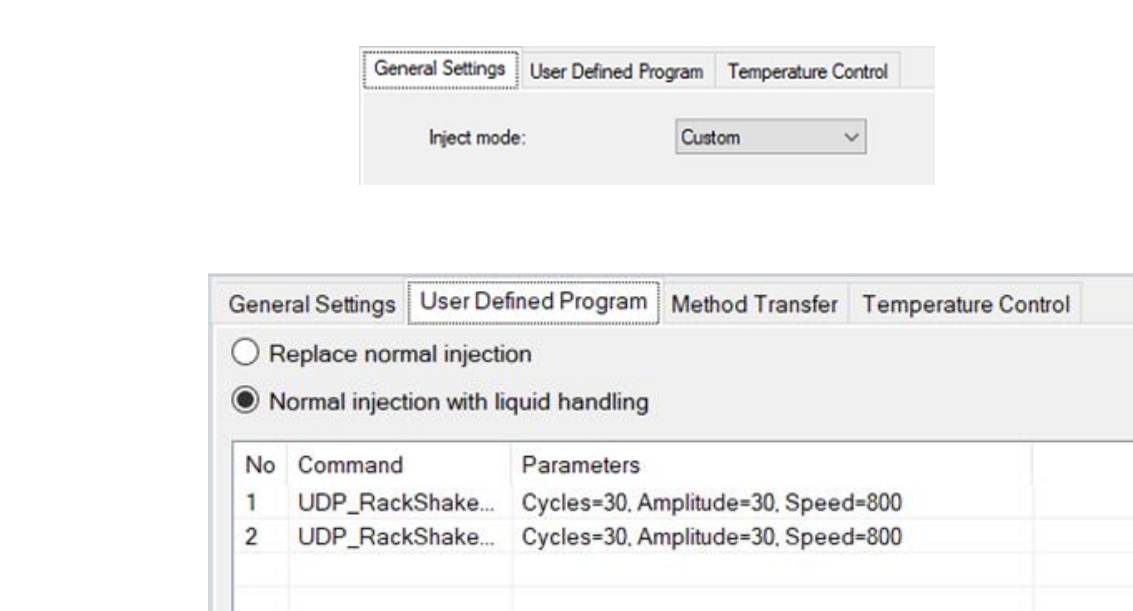 General Settings User Defined Program Temperature Control
Inject mode: Custom
General Settings User Defined Program Method Transfer Temperature Control
Replace normal injection
Normal injection with liquid handling
No Command Parameters
1 UDP_RackShake... Cycles=30, Amplitude=30, Speed=800
2 UDP_RackShake... Cycles=30, Amplitude=30, Speed=800